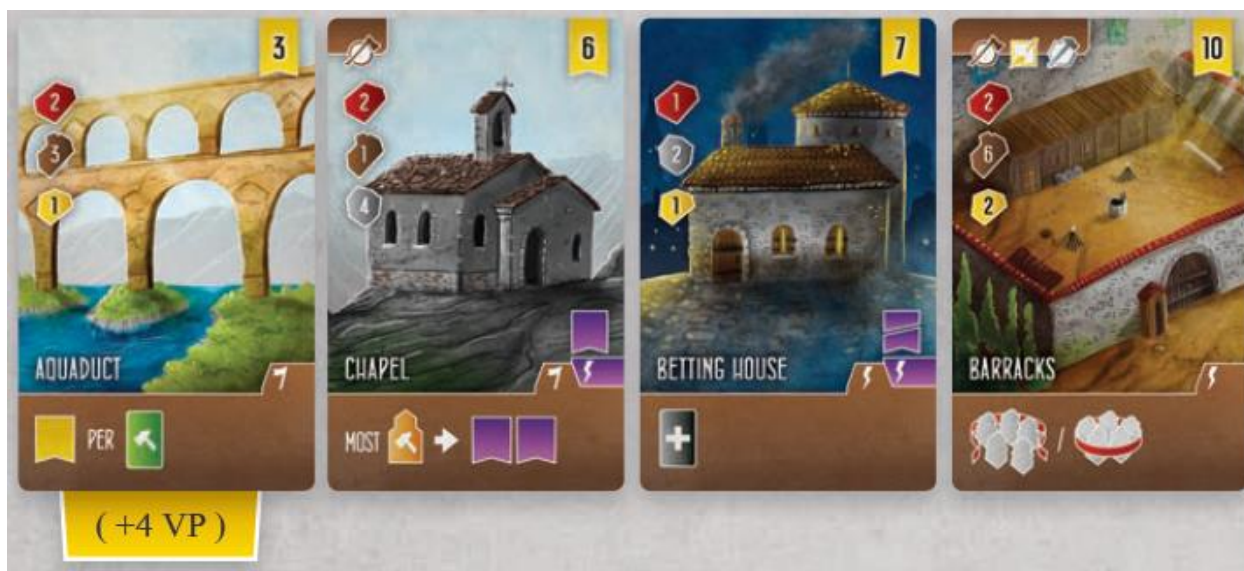 3
2
3
1
AQUADUCT
PER
( +4 VP )
6
2
1
4
CHAPEL
MOST
7
1
2
1
BETTING HOUSE
+
10
2
6
2
BARRACKS
/